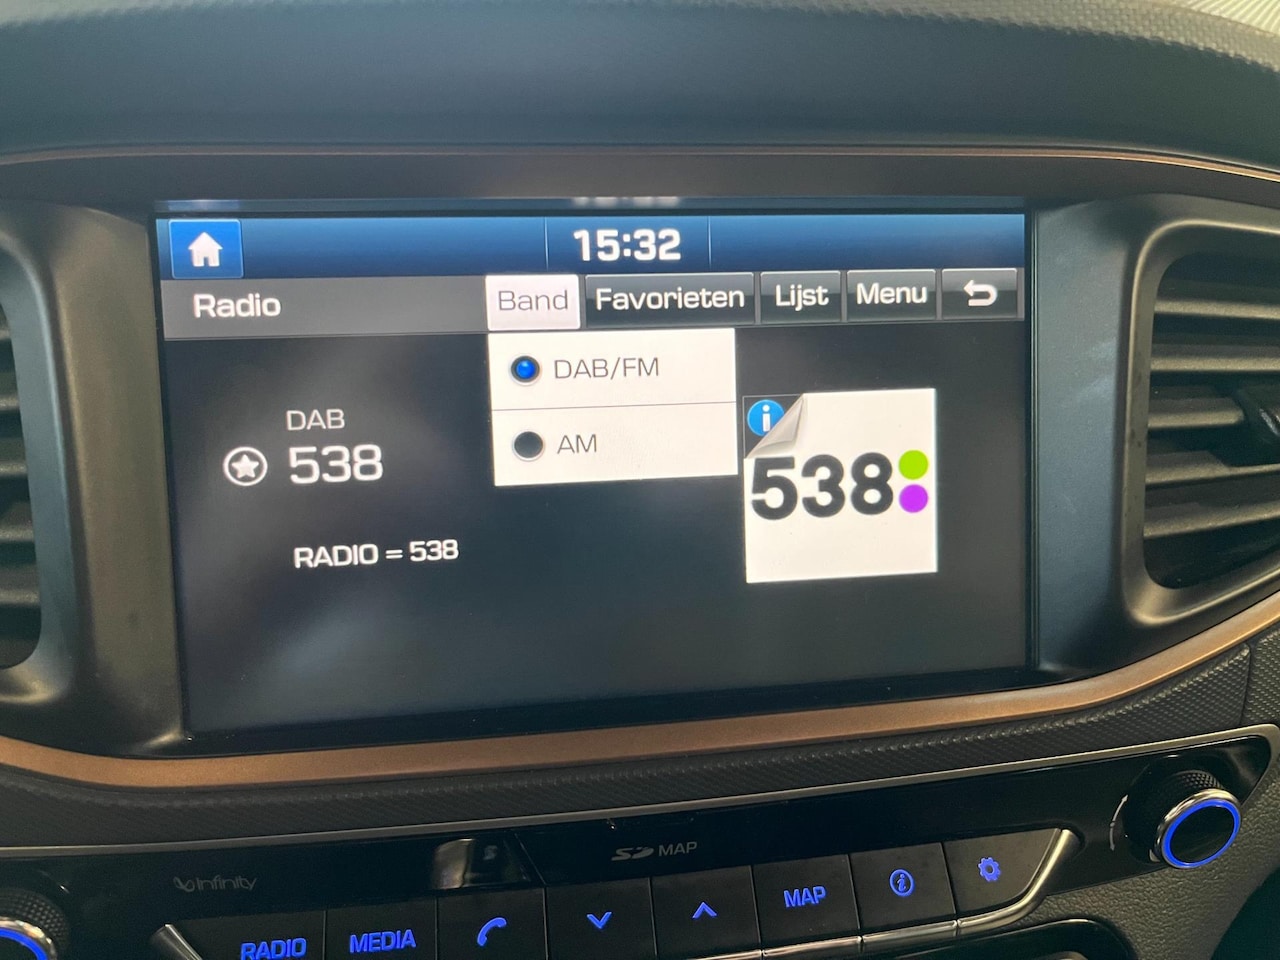 15:32
Radio
Band
Favorieten
Lijst
Menu
DAB/FM
AM
DAB
538
RADIO = 538
538
SD MAP
Infinity
RADIO
MEDIA
MAP